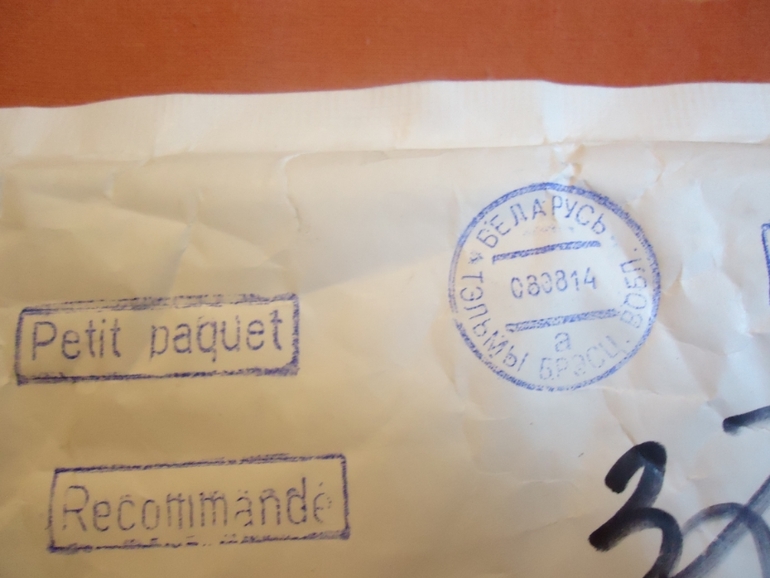 БЕЛАРУСЬ
080814
а
ТЭЛЬМЫ БРЭСЦ. ВОБЛ.
Petit paquet
Recommandé